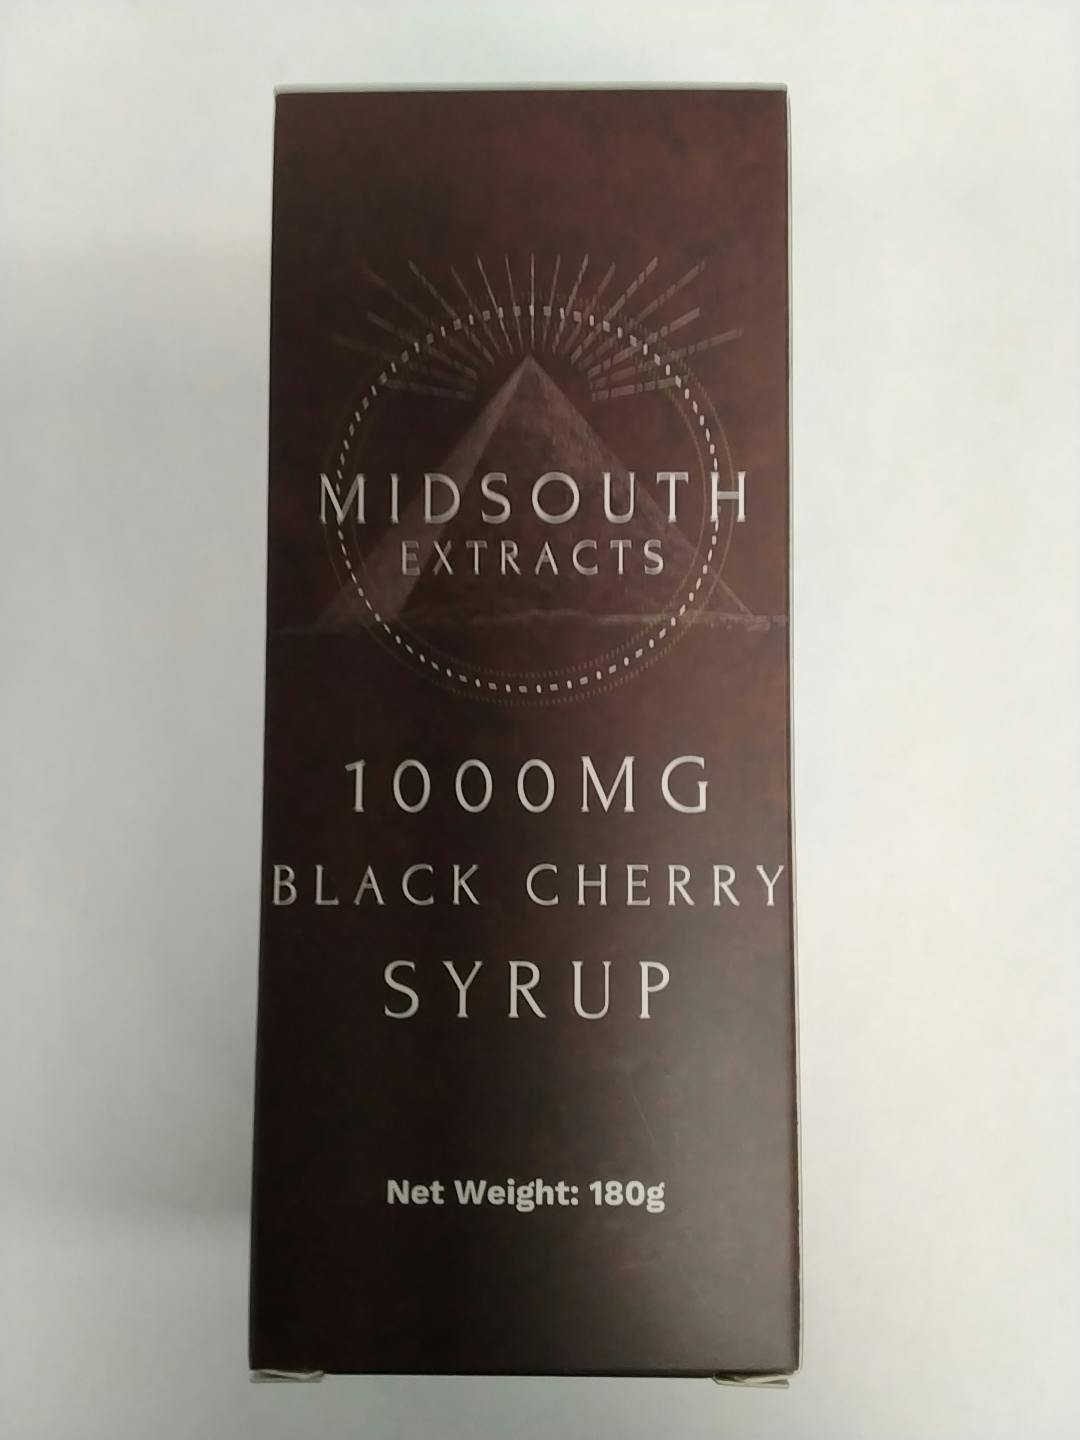 MIDSOUTH
EXTRACTS
1000MG
BLACK CHERRY
SYRUP
Net Weight: 180g